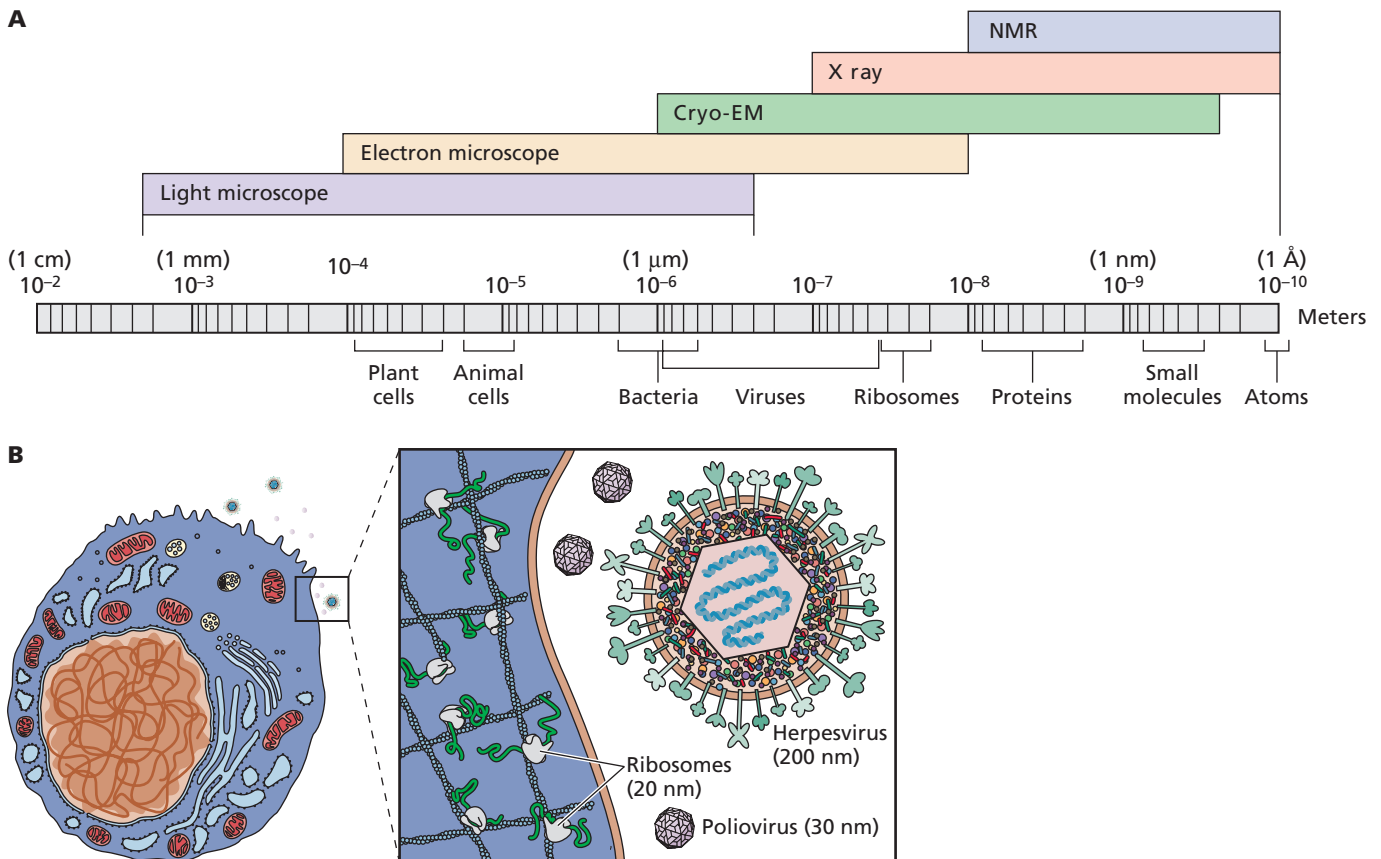 A
NMR
X ray
Cryo-EM
Electron microscope
Light microscope
(1 cm) (1 mm) (1 μm) (1 nm) (1 Å)
10⁻² 10⁻³ 10⁻⁴ 10⁻⁵ 10⁻⁶ 10⁻⁷ 10⁻⁸ 10⁻⁹ 10⁻¹⁰
Meters
Plant
cells
Animal
cells
Bacteria
Viruses
Ribosomes
Proteins
Small
molecules
Atoms
B
Herpesvirus
(200 nm)
Ribosomes
(20 nm)
Poliovirus (30 nm)